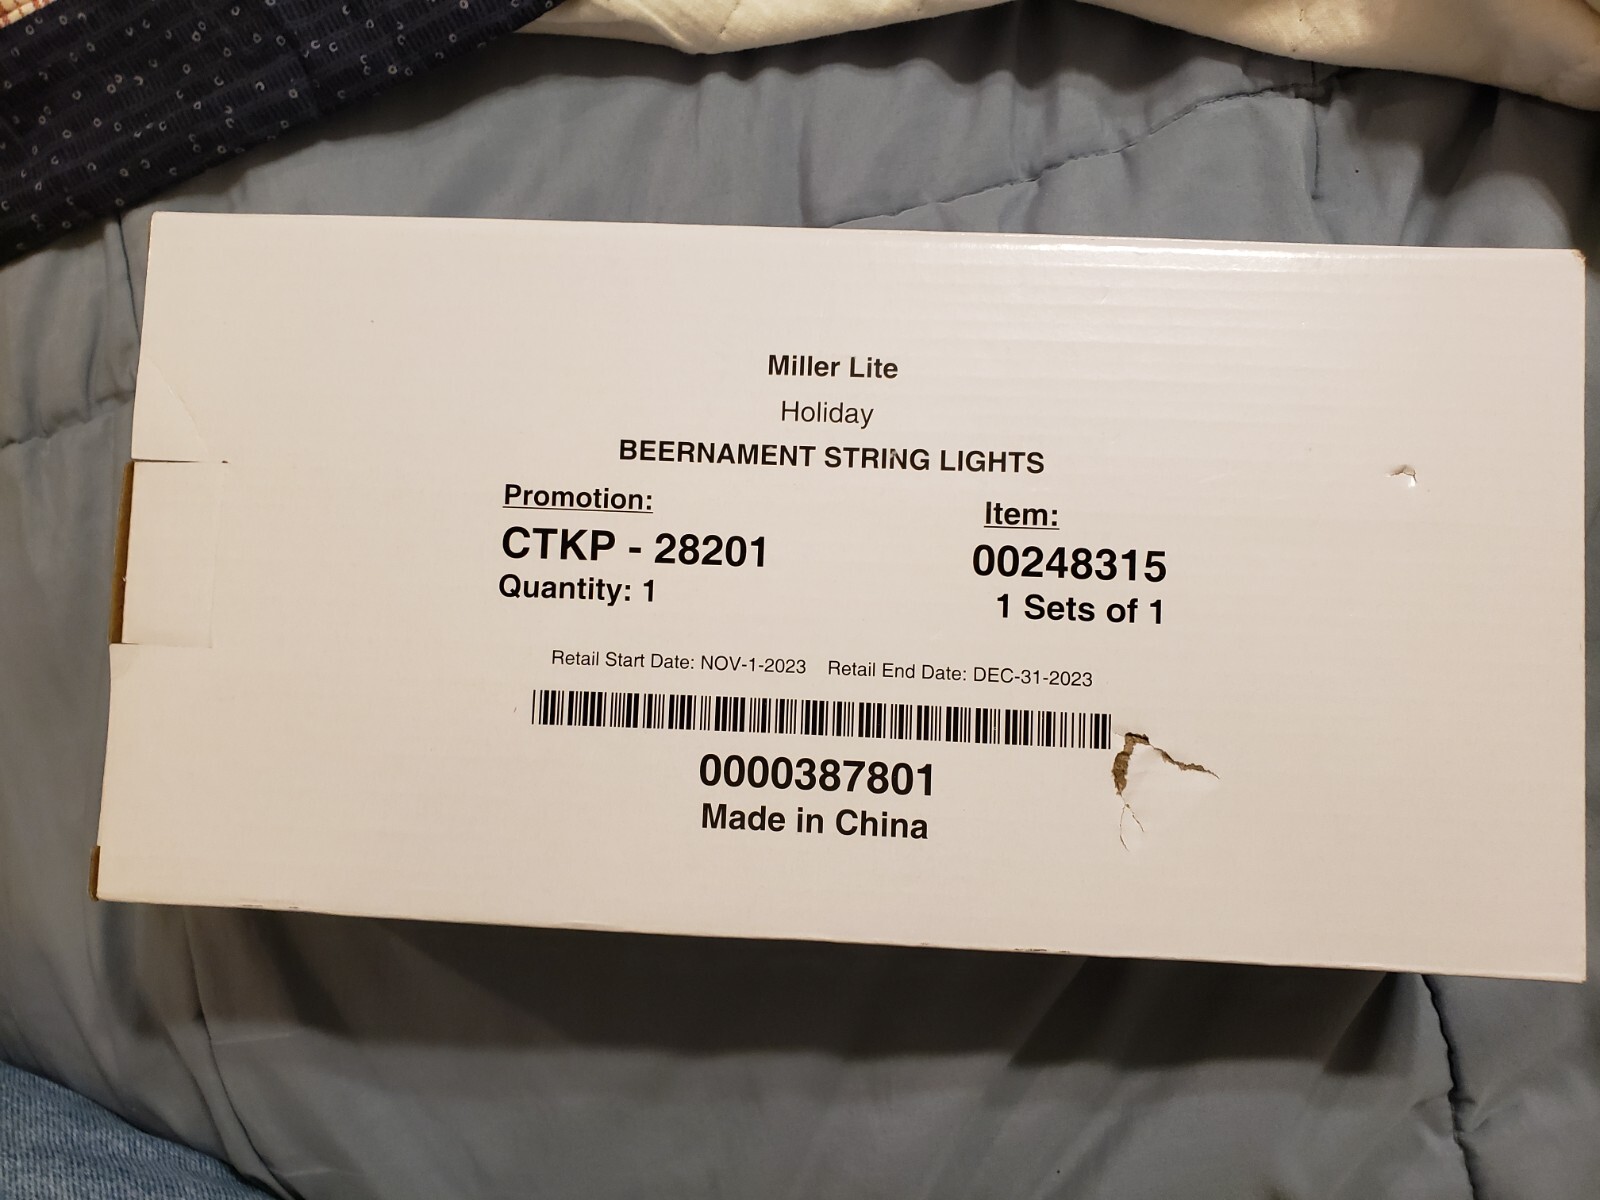 Miller Lite
Holiday
BEERNAMENT STRING LIGHTS
Promotion: Item:
CTKP - 28201 00248315
Quantity: 1 1 Sets of 1
Retail Start Date: NOV-1-2023 Retail End Date: DEC-31-2023
0000387801
Made in China